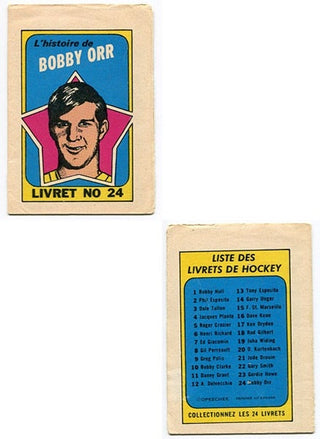 L'histoire de
BOBBY ORR
LIVRET NO 24
LISTE DES
LIVRETS DE HOCKEY
1 Bobby Hull 13 Tony Esposito
2 Phil Esposito 14 Garry Unger
3 Dale Tallon 15 F. St. Marseille
4 Jacques Plante 16 Dave Keon
5 Roger Crozier 17 Ken Dryden
6 Henri Richard 18 Rod Gilbert
7 Ed Giacomin 19 Juha Widing
8 Gil Perreault 20 O. Kurtenbach
9 Greg Polis 21 Jude Drouin
10 Bobby Clarke 22 Gary Smith
11 Danny Grant 23 Gordie Howe
12 A. Delvecchio 24 Bobby Orr
©OPEECHEE
COLLECTIONNEZ LES 24 LIVRETS